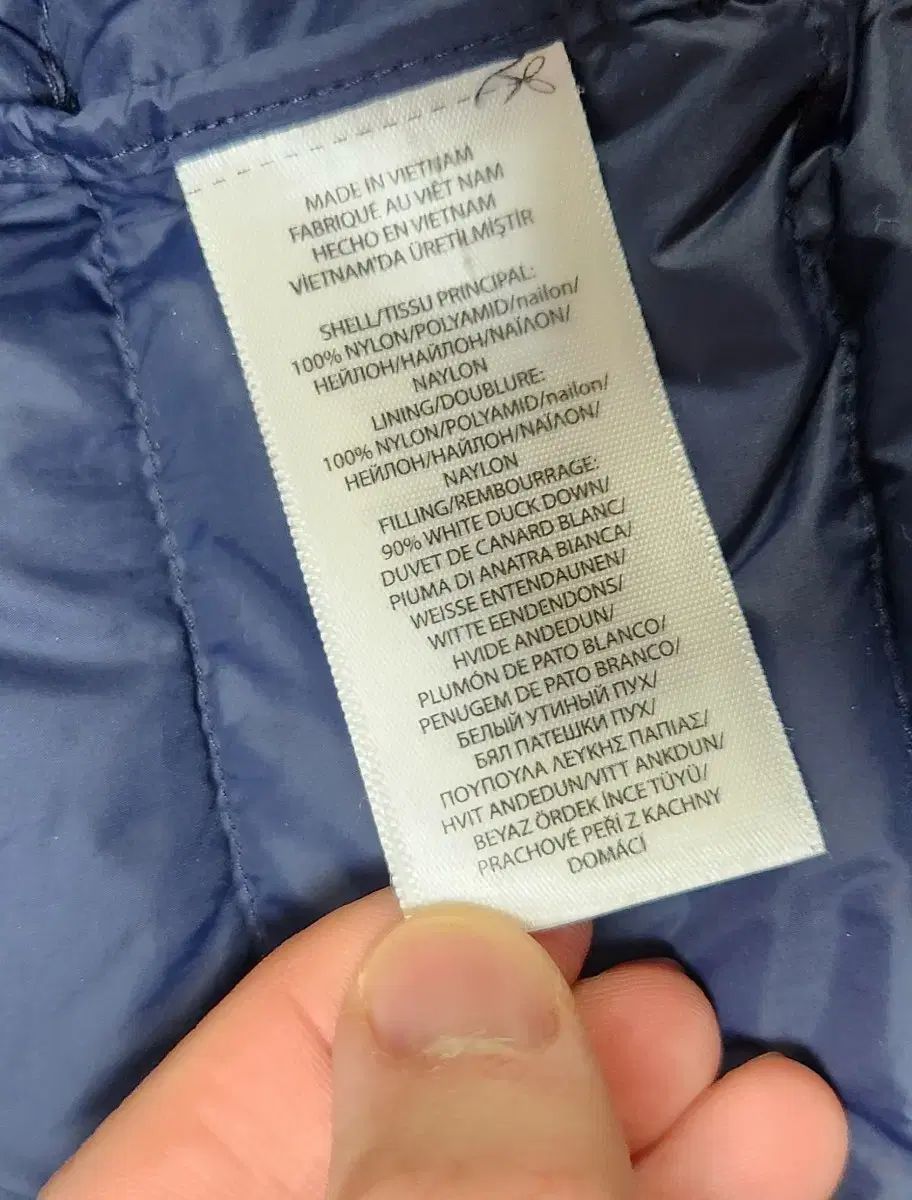 MADE IN VIETNAM
FABRIQUÉ AU VIÊT NAM
HECHO EN VIETNAM
VİETNAM'DA ÜRETİLMİŞTİR
SHELL/TISSU PRINCIPAL:
100% NYLON/POLYAMID/nailon/
НЕЙЛОН/НАЙЛОН/ΝΑΪΛΟΝ/
NAYLON
LINING/DOUBLURE:
100% NYLON/POLYAMID/nailon/
НЕЙЛОН/НАЙЛОН/ΝΑΪΛΟΝ/
NAYLON
FILLING/REMBOURRAGE:
90% WHITE DUCK DOWN/
DUVET DE CANARD BLANC/
PIUMA DI ANATRA BIANCA/
WEISSE ENTENDAUNEN/
WITTE EENDENDONS/
HVIDE ANDEDUN/
PLUMÓN DE PATO BLANCO/
PENUGEM DE PATO BRANCO/
БЕЛЫЙ УТИНЫЙ ПУХ/
БЯЛ ПАТЕШКИ ПУХ/
ΠΟΥΠΟΥΛΑ ΛΕΥΚΗΣ ΠΑΠΙΑΣ/
HVIT ANDEDUN/VITT ANKDUN/
BEYAZ ÖRDEK İNCE TÜYÜ/
PRACHOVÉ PEŘÍ Z KACHNY
DOMÁCÍ